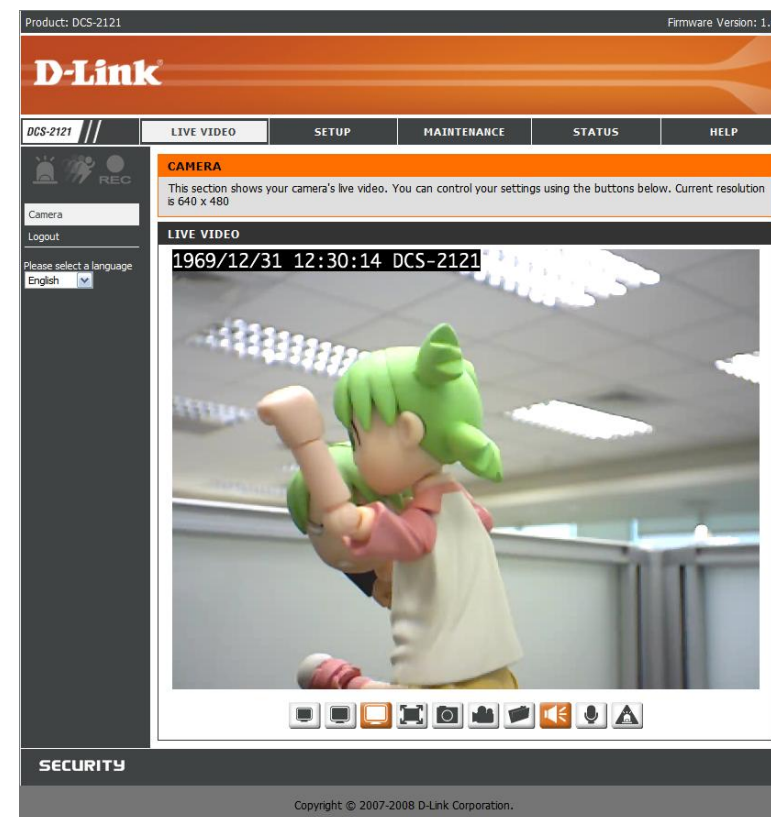 Product: DCS-2121 Firmware Version: 1.
D-Link
DCS-2121 LIVE VIDEO SETUP MAINTENANCE STATUS HELP
REC
Camera
Logout
Please select a language
English
CAMERA
This section shows your camera's live video. You can control your settings using the buttons below. Current resolution
is 640 x 480
LIVE VIDEO
1969/12/31 12:30:14 DCS-2121
SECURITY
Copyright © 2007-2008 D-Link Corporation.